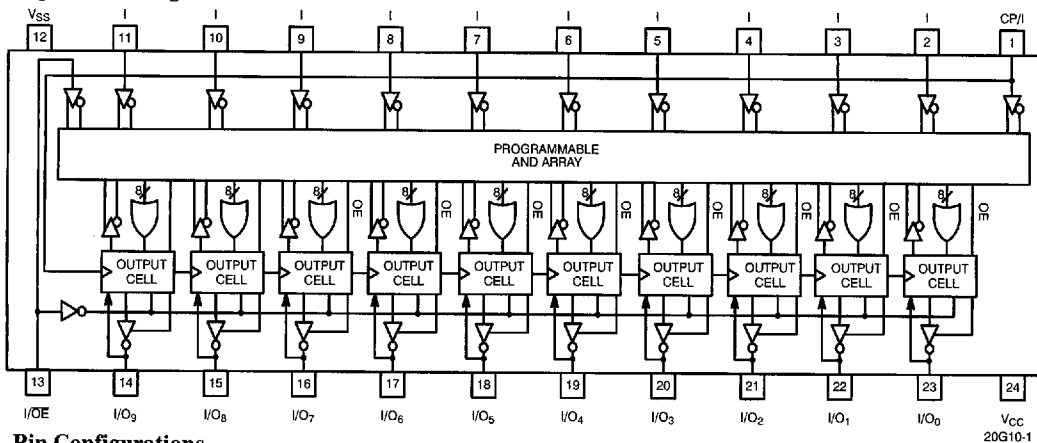 VSS I I I I I I I I I I CP/I
12 11 10 9 8 7 6 5 4 3 2 1
PROGRAMMABLE
AND ARRAY
8 8 8 8 8 8 8 8 8 8
OE OE OE OE OE OE OE OE
OUTPUT CELL
OUTPUT CELL
OUTPUT CELL
OUTPUT CELL
OUTPUT CELL
OUTPUT CELL
OUTPUT CELL
OUTPUT CELL
OUTPUT CELL
OUTPUT CELL
13 14 15 16 17 18 19 20 21 22 23 24
I/OE I/O9 I/O8 I/O7 I/O6 I/O5 I/O4 I/O3 I/O2 I/O1 I/O0 VCC
20G10-1
Pin Configurations